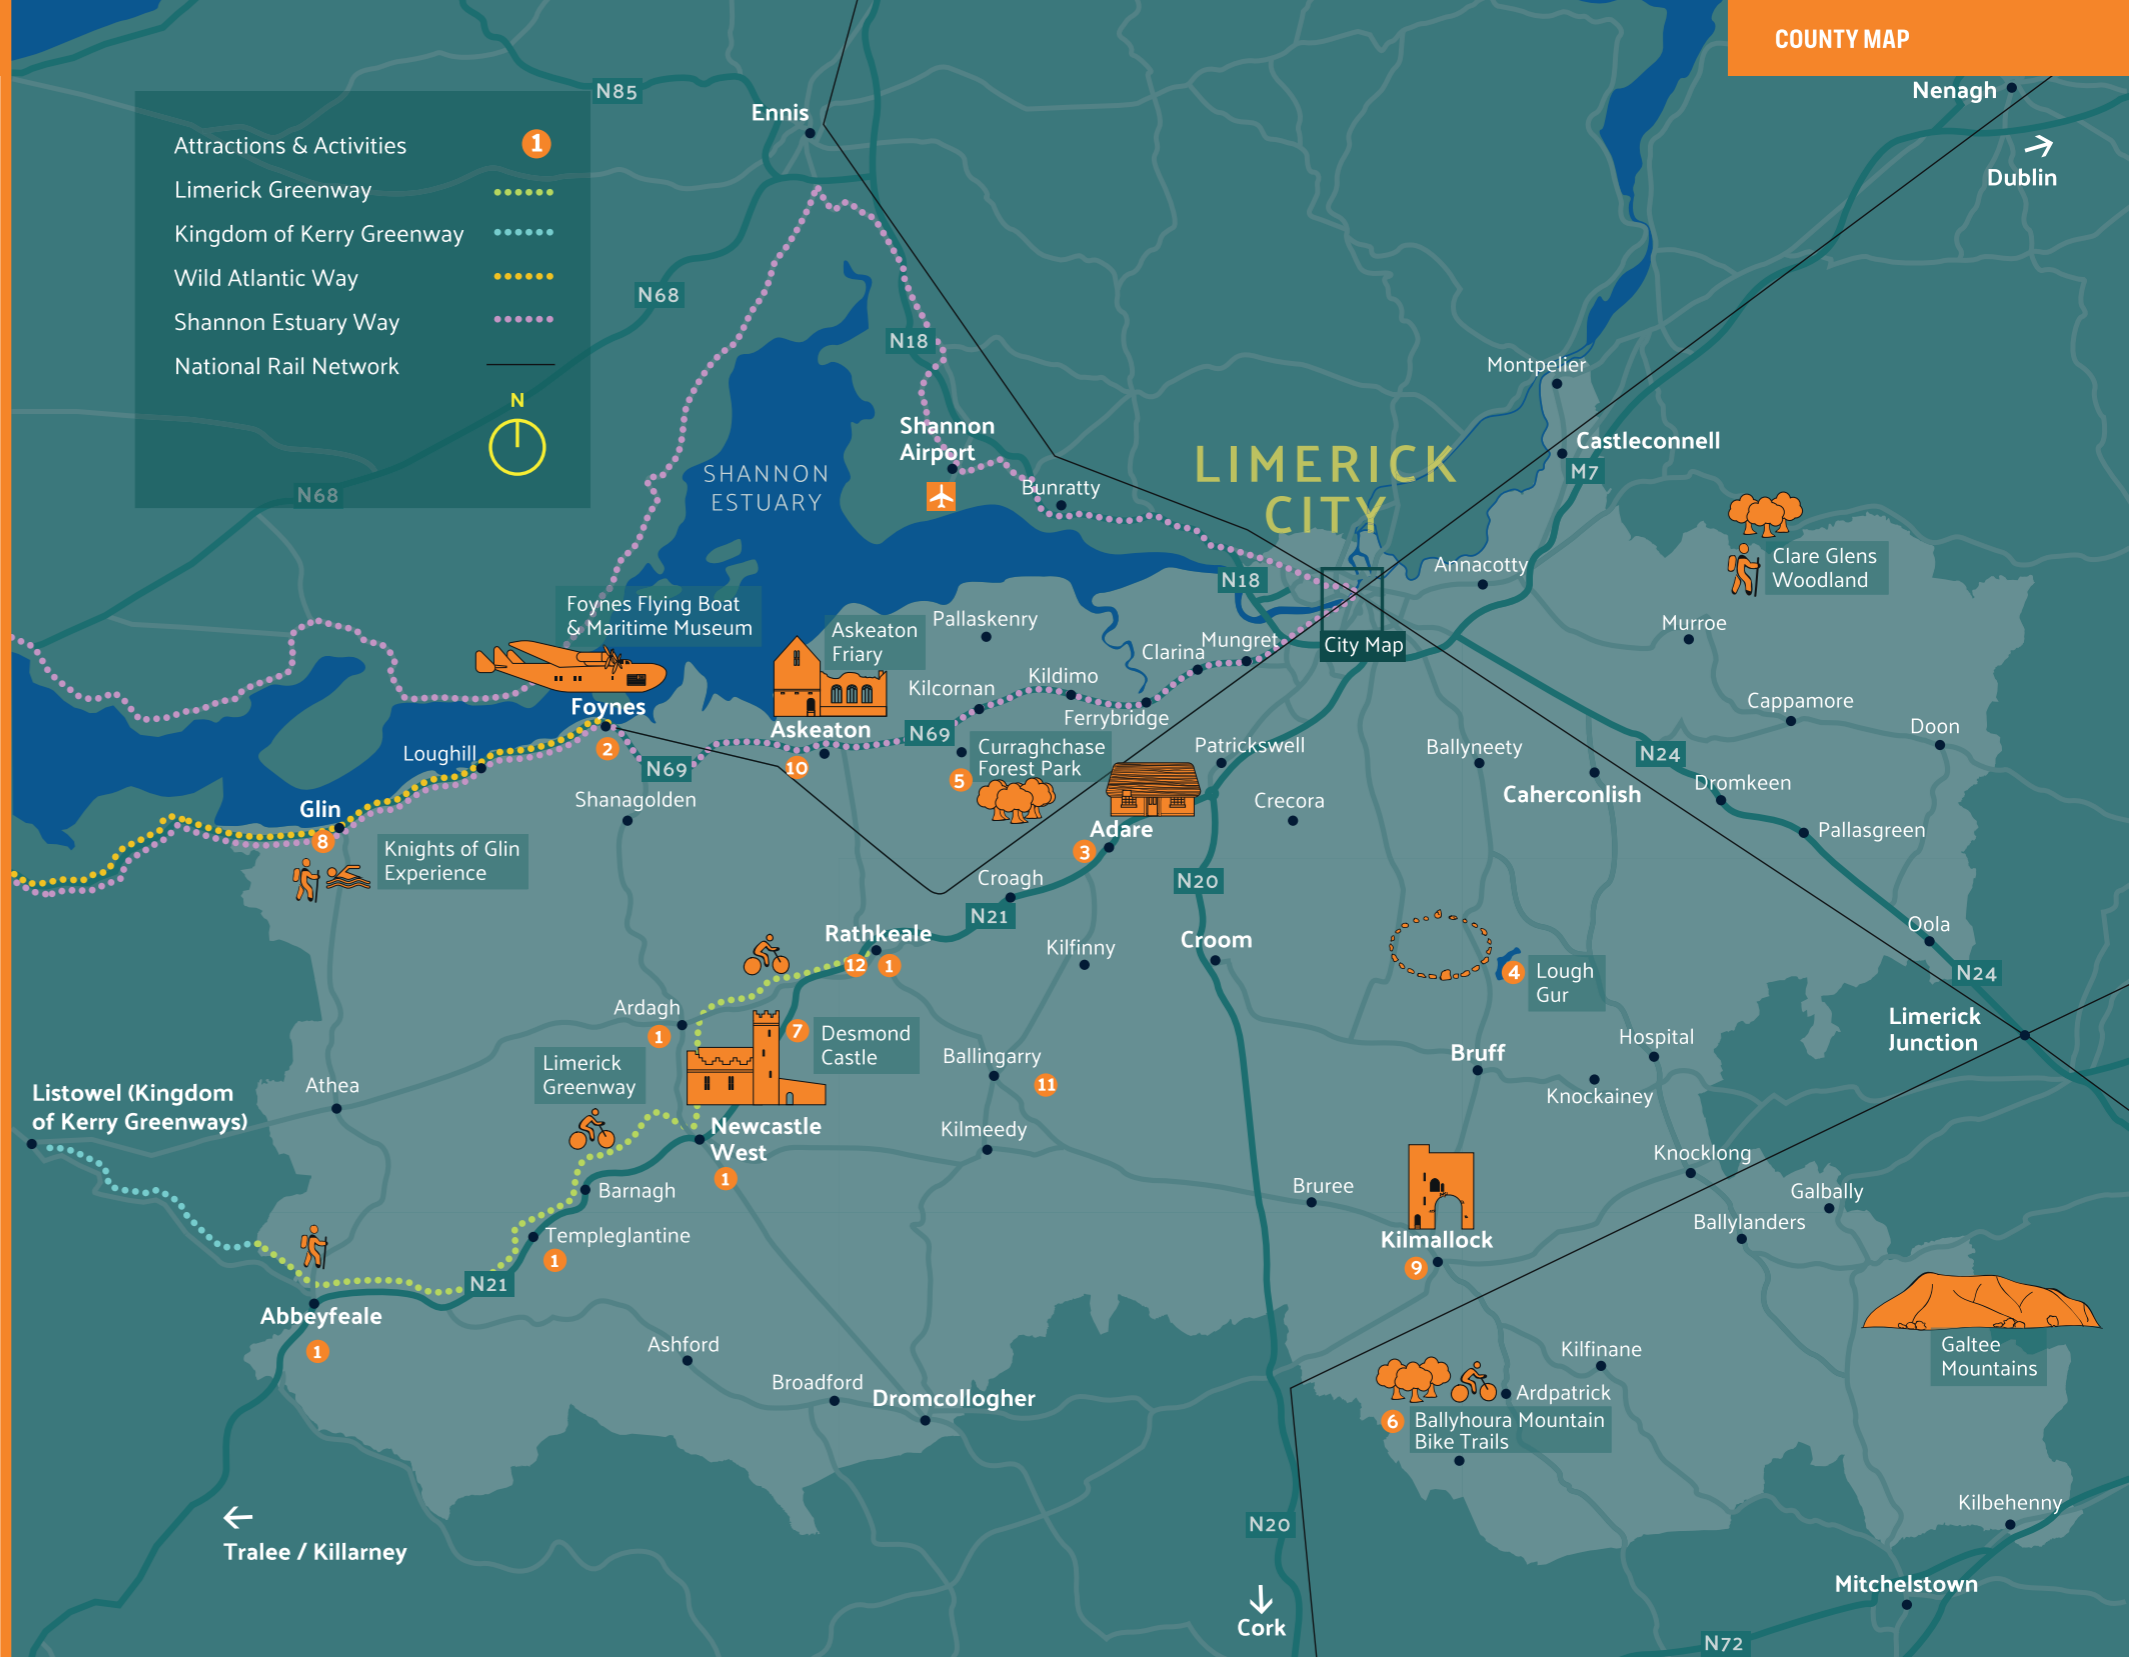 COUNTY MAP
Nenagh
Dublin
N85
Ennis
Attractions & Activities
1
Limerick Greenway
Kingdom of Kerry Greenway
Wild Atlantic Way
Shannon Estuary Way
National Rail Network
N
N68
N68
N18
Montpelier
Shannon
Airport
Castleconnell
M7
LIMERICK
CITY
SHANNON
ESTUARY
Bunratty
Clare Glens
Woodland
Annacotty
N18
Foynes Flying Boat
& Maritime Museum
Askeaton
Friary
Pallaskenry
Murroe
Mungret
Clarina
City Map
Kildimo
Kilcornan
Ferrybridge
Cappamore
Foynes
2
Askeaton
10
N69
Doon
Loughhill
N69
Curraghchase
Forest Park
5
Patrickswell
Ballyneety
N24
Dromkeen
Caherconlish
Shanagolden
Crecora
Glin
8
Adare
3
Pallasgreen
Knights of Glin
Experience
Croagh
N20
N21
Oola
Rathkeale
12
1
Kilfinny
Croom
4
Lough
Gur
N24
Ardagh
1
7
Desmond
Castle
Limerick
Junction
Limerick
Greenway
Ballingarry
11
Bruff
Hospital
Knockainey
Athea
Listowel (Kingdom
of Kerry Greenways)
Newcastle
West
1
Kilmeedy
Knocklong
Barnagh
Bruree
Galbally
Ballylanders
Templeglantine
1
Kilmallock
9
N21
Abbeyfeale
1
Ashford
Kilfinane
Galtee
Mountains
Broadford
Dromcollogher
Ardpatrick
6
Ballyhoura Mountain
Bike Trails
Kilbehenny
N20
Tralee / Killarney
Mitchelstown
Cork
N72